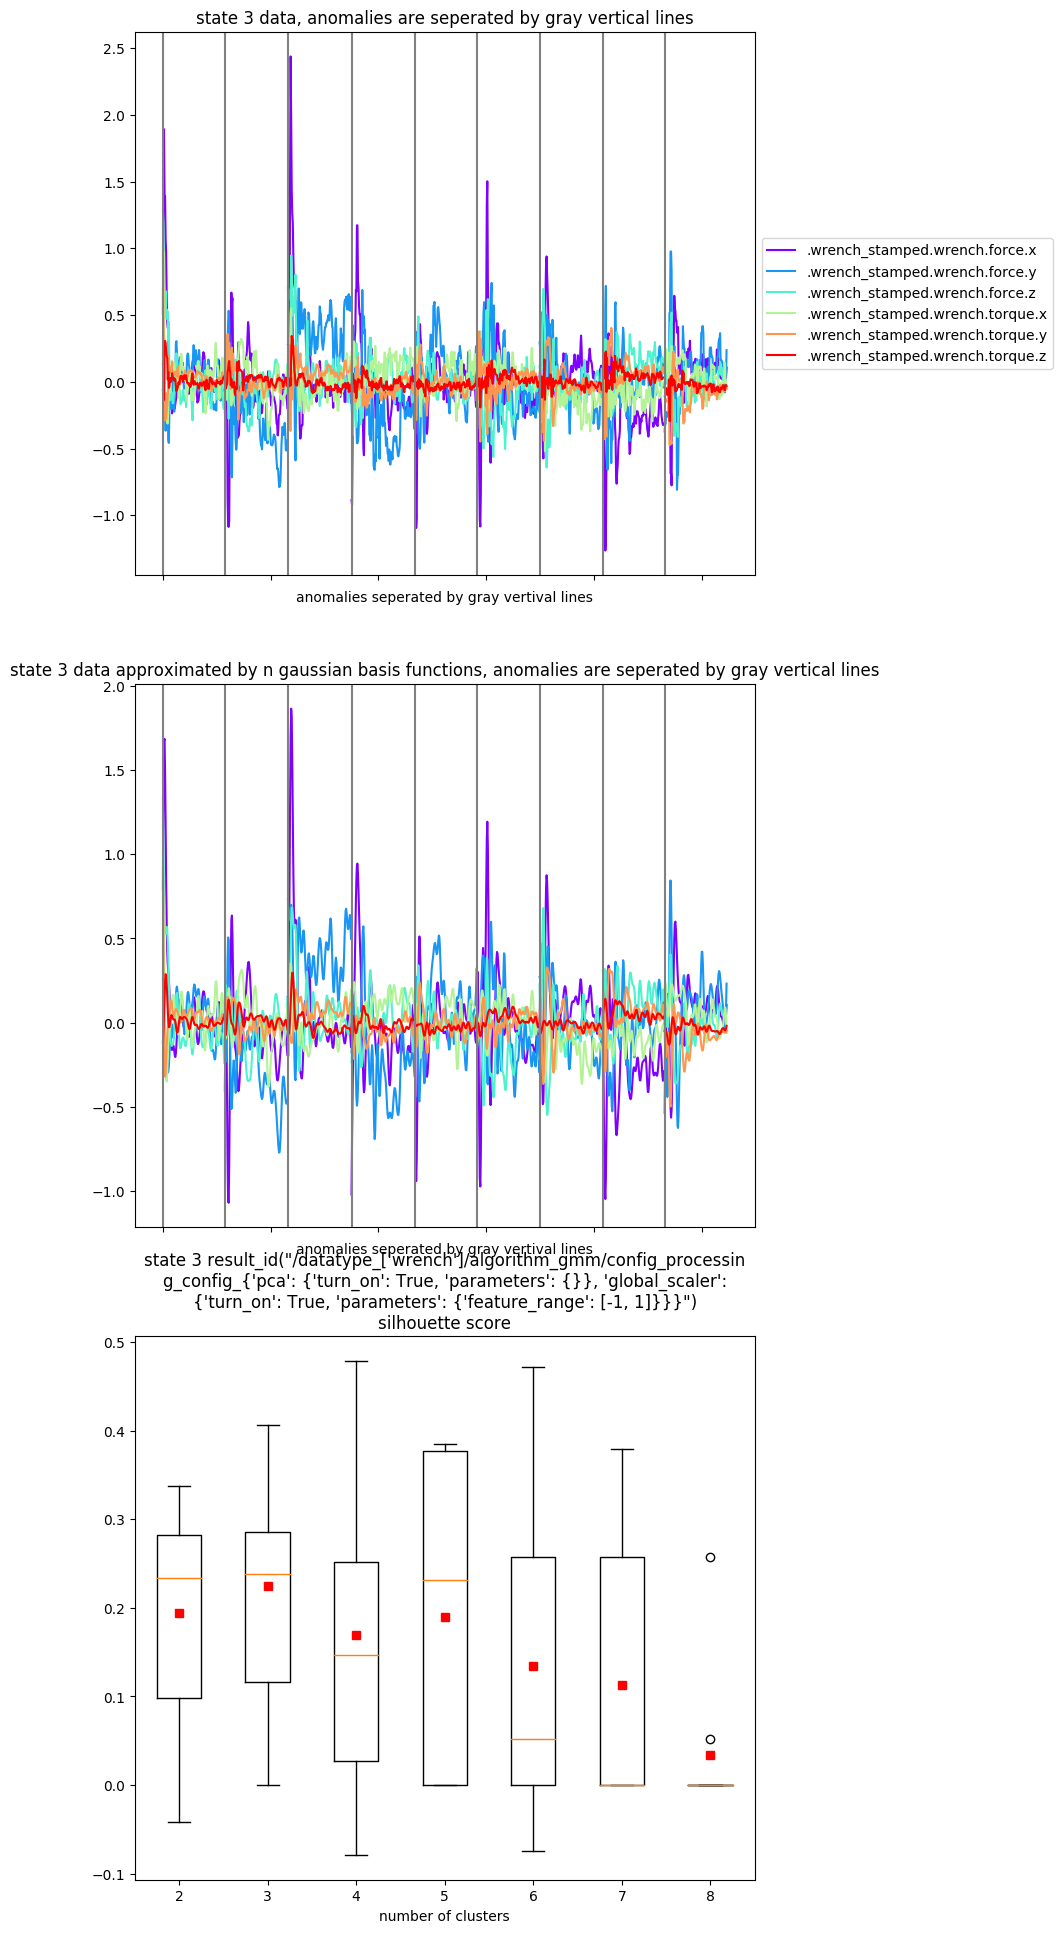 state 3 data, anomalies are seperated by gray vertical lines
2.5
2.0
1.5
1.0
0.5
0.0
−0.5
−1.0
.wrench_stamped.wrench.force.x
.wrench_stamped.wrench.force.y
.wrench_stamped.wrench.force.z
.wrench_stamped.wrench.torque.x
.wrench_stamped.wrench.torque.y
.wrench_stamped.wrench.torque.z
anomalies seperated by gray vertival lines
state 3 data approximated by n gaussian basis functions, anomalies are seperated by gray vertical lines
2.0
1.5
1.0
0.5
0.0
−0.5
−1.0
anomalies seperated by gray vertival lines
state 3 result_id("/datatype_['wrench']/algorithm_gmm/config_processin
g_config_{'pca': {'turn_on': True, 'parameters': {}}, 'global_scaler':
{'turn_on': True, 'parameters': {'feature_range': [-1, 1]}}}")
silhouette score
0.5
0.4
0.3
0.2
0.1
0.0
−0.1
2 3 4 5 6 7 8
number of clusters